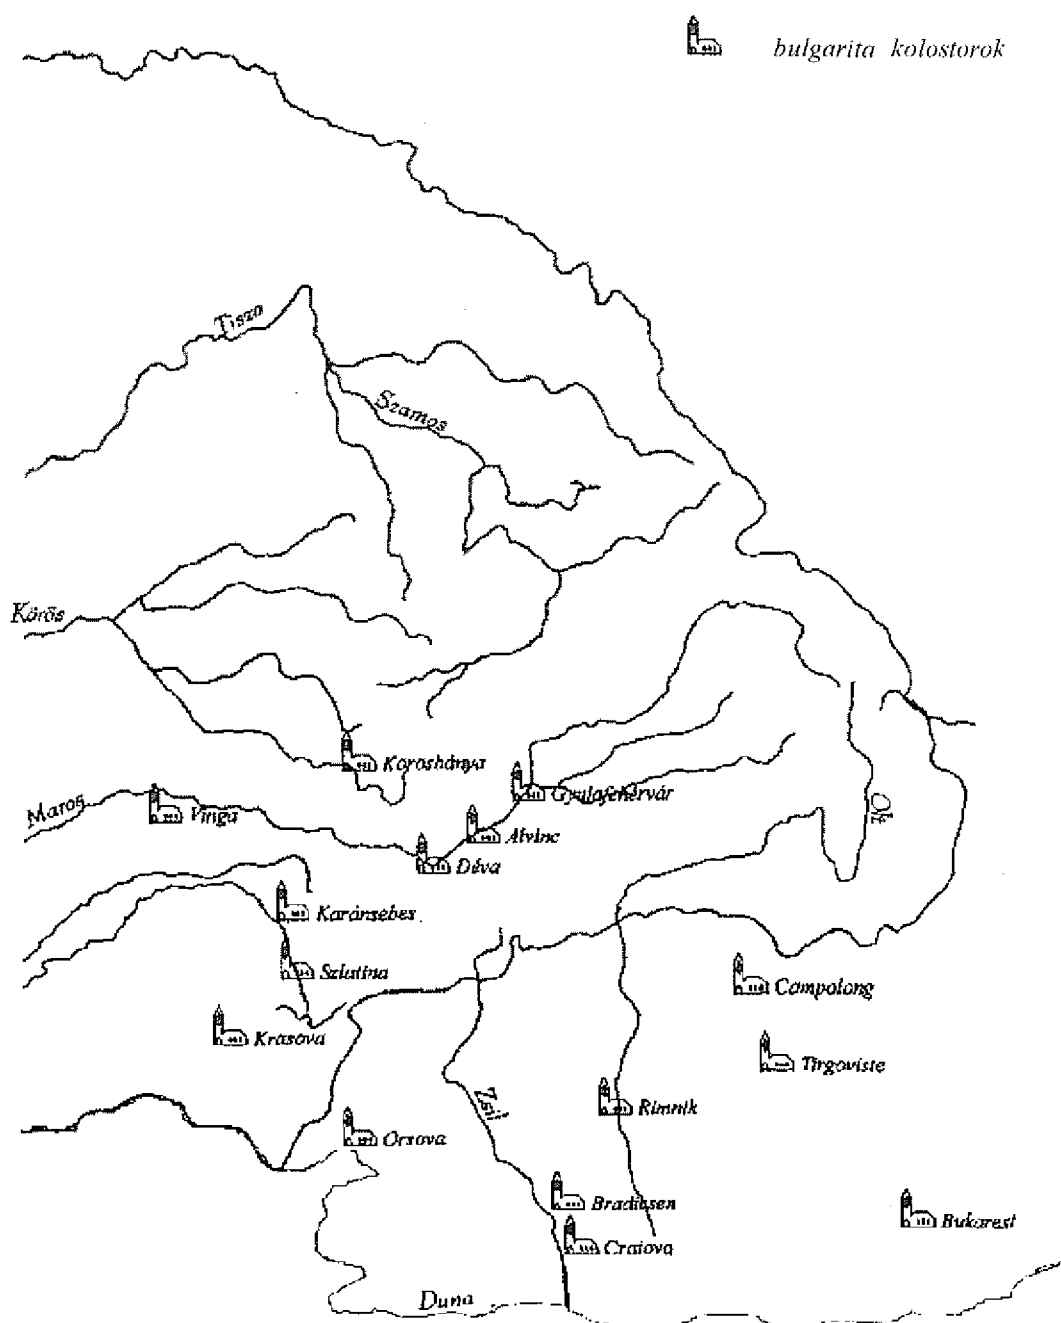 bulgarita kolostorok
Tisza
Szamos
Körös
Koroshánya
Gyulafehérvár
Maros
Vinga
Alvinc
Olt
Déva
Karánsebes
Szlatina
Campolong
Krasova
Tirgoviste
Zsil
Rimnik
Orsova
Bukarest
Craiova
Duna